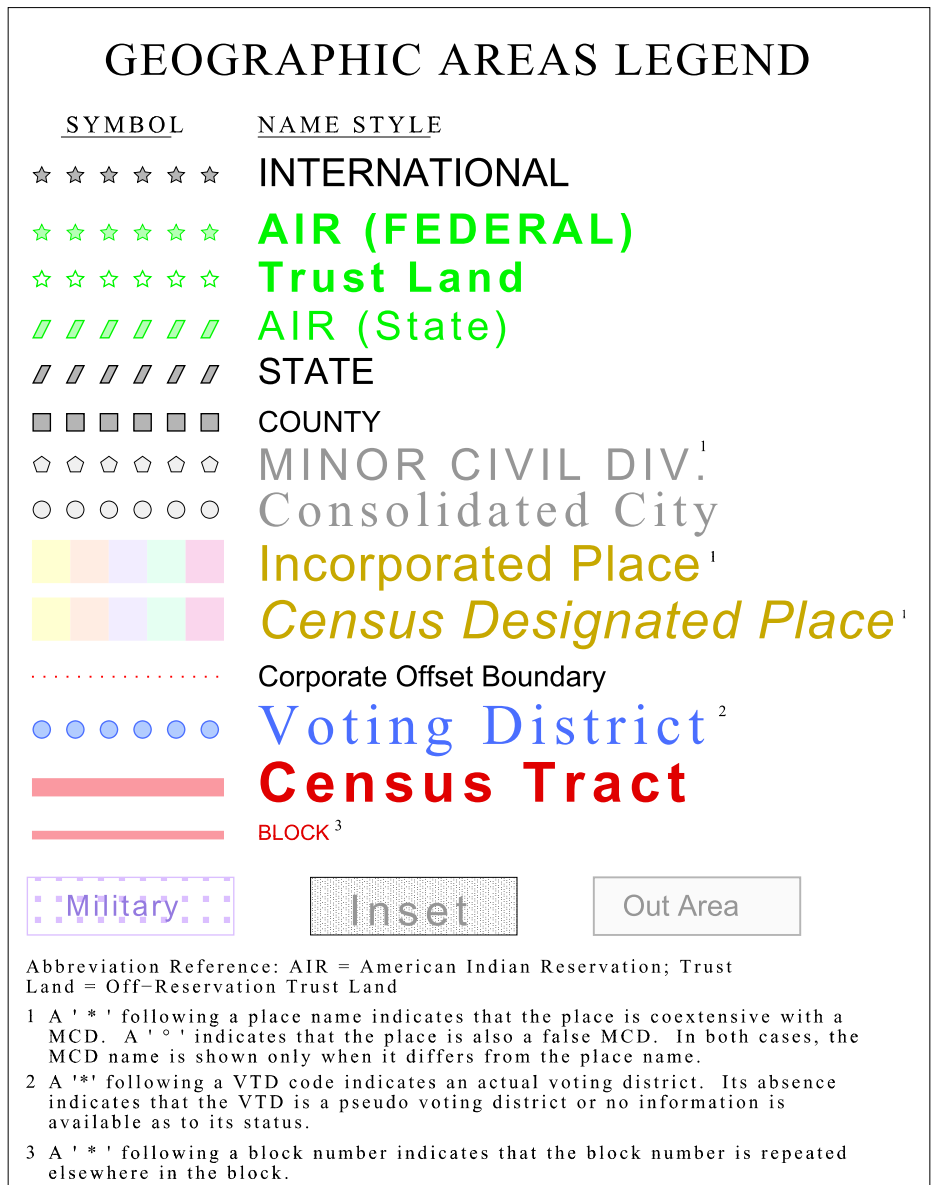 GEOGRAPHIC AREAS LEGEND
SYMBOL NAME STYLE
INTERNATIONAL
AIR (FEDERAL)
Trust Land
AIR (State)
STATE
COUNTY
MINOR CIVIL DIV. 1
Consolidated City
Incorporated Place 1
Census Designated Place 1
Corporate Offset Boundary
Voting District 2
Census Tract
BLOCK 3
Military Inset Out Area
Abbreviation Reference: AIR = American Indian Reservation; Trust
Land = Off−Reservation Trust Land
1 A ' * ' following a place name indicates that the place is coextensive with a
MCD. A ' ° ' indicates that the place is also a false MCD. In both cases, the
MCD name is shown only when it differs from the place name.
2 A '*' following a VTD code indicates an actual voting district. Its absence
indicates that the VTD is a pseudo voting district or no information is
available as to its status.
3 A ' * ' following a block number indicates that the block number is repeated
elsewhere in the block.